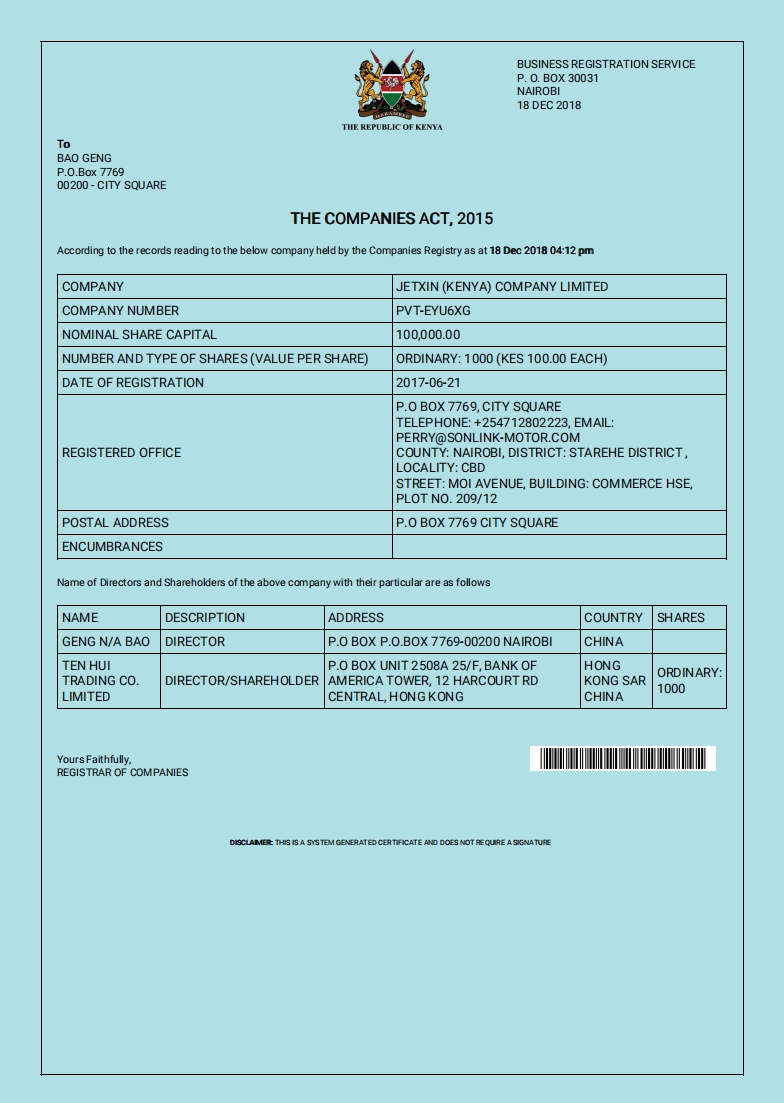 BUSINESS REGISTRATION SERVICE
P. O. BOX 30031
NAIROBI
18 DEC 2018
HARAMBEE
THE REPUBLIC OF KENYA
To
BAO GENG
P.O.Box 7769
00200 - CITY SQUARE
THE COMPANIES ACT, 2015
According to the records reading to the below company held by the Companies Registry as at 18 Dec 2018 04:12 pm
COMPANY JETXIN (KENYA) COMPANY LIMITED
COMPANY NUMBER PVT-EYU6XG
NOMINAL SHARE CAPITAL 100,000.00
NUMBER AND TYPE OF SHARES (VALUE PER SHARE) ORDINARY: 1000 (KES 100.00 EACH)
DATE OF REGISTRATION 2017-06-21
REGISTERED OFFICE
P.O BOX 7769, CITY SQUARE
TELEPHONE: +254712802223, EMAIL:
PERRY@SONLINK-MOTOR.COM
COUNTY: NAIROBI, DISTRICT: STAREHE DISTRICT ,
LOCALITY: CBD
STREET: MOI AVENUE, BUILDING: COMMERCE HSE,
PLOT NO. 209/12
POSTAL ADDRESS P.O BOX 7769 CITY SQUARE
ENCUMBRANCES
Name of Directors and Shareholders of the above company with their particular are as follows
NAME DESCRIPTION ADDRESS COUNTRY SHARES
GENG N/A BAO DIRECTOR P.O BOX P.O.BOX 7769-00200 NAIROBI CHINA
TEN HUI
TRADING CO.
LIMITED
DIRECTOR/SHAREHOLDER
P.O BOX UNIT 2508A 25/F, BANK OF
AMERICA TOWER, 12 HARCOURT RD
CENTRAL, HONG KONG
HONG
KONG SAR
CHINA
ORDINARY:
1000
Yours Faithfully,
REGISTRAR OF COMPANIES
DISCLAIMER: THIS IS A SYSTEM GENERATED CERTIFICATE AND DOES NOT REQUIRE A SIGNATURE